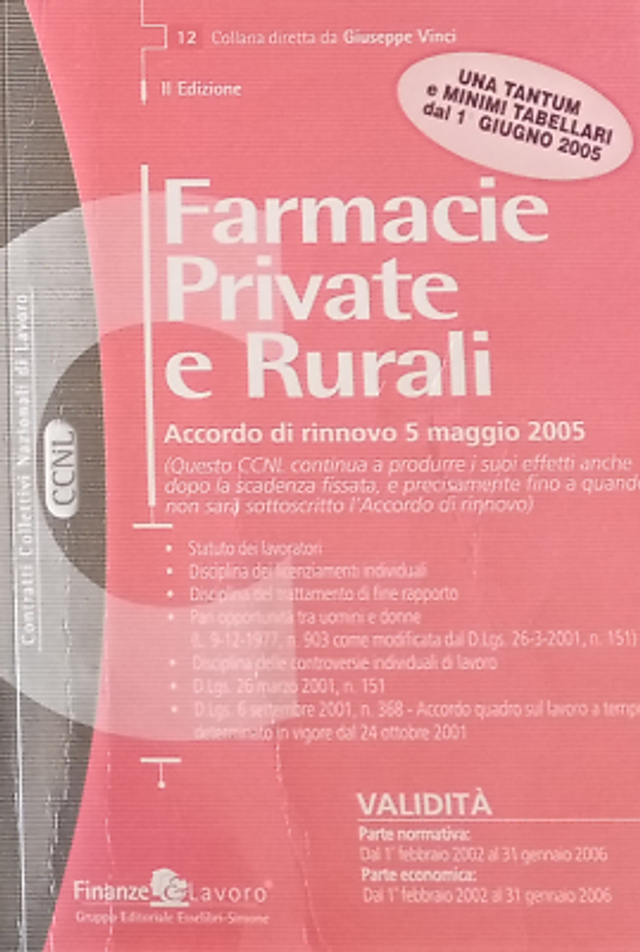 12 Collana diretta da Giuseppe Vinci
II Edizione
UNA TANTUM
e MINIMI TABELLARI
dal 1° GIUGNO 2005
Farmacie
Private
e Rurali
Accordo di rinnovo 5 maggio 2005
(Questo CCNL continua a produrre i suoi effetti anche
dopo la scadenza fissata, e precisamente fino a quando
non sarà sottoscritto l'Accordo di rinnovo)
• Statuto dei lavoratori
• Disciplina dei licenziamenti individuali
• Disciplina del trattamento di fine rapporto
• Pari opportunità tra uomini e donne
(L. 9-12-1977, n. 903 come modificata dal D.Lgs. 26-3-2001, n. 151)
• Disciplina delle controversie individuali di lavoro
• D.Lgs. 26 marzo 2001, n. 151
• D.Lgs. 6 settembre 2001, n. 368 - Accordo quadro sul lavoro a tempo
determinato in vigore dal 24 ottobre 2001
VALIDITÀ
Parte normativa:
Dal 1° febbraio 2002 al 31 gennaio 2006
Parte economica:
Dal 1° febbraio 2002 al 31 gennaio 2006
Finanze & Lavoro®
Gruppo Editoriale Esselibri-Simone
Contratti Collettivi Nazionali di Lavoro
CCNL